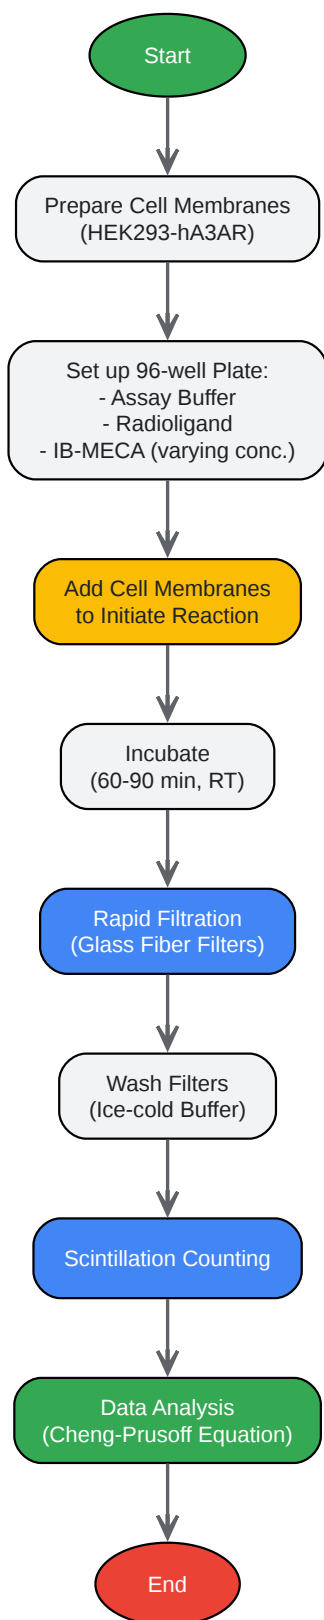 Start
Prepare Cell Membranes
(HEK293-hA3AR)
Set up 96-well Plate:
- Assay Buffer
- Radioligand
- IB-MECA (varying conc.)
Add Cell Membranes
to Initiate Reaction
Incubate
(60-90 min, RT)
Rapid Filtration
(Glass Fiber Filters)
Wash Filters
(Ice-cold Buffer)
Scintillation Counting
Data Analysis
(Cheng-Prusoff Equation)
End